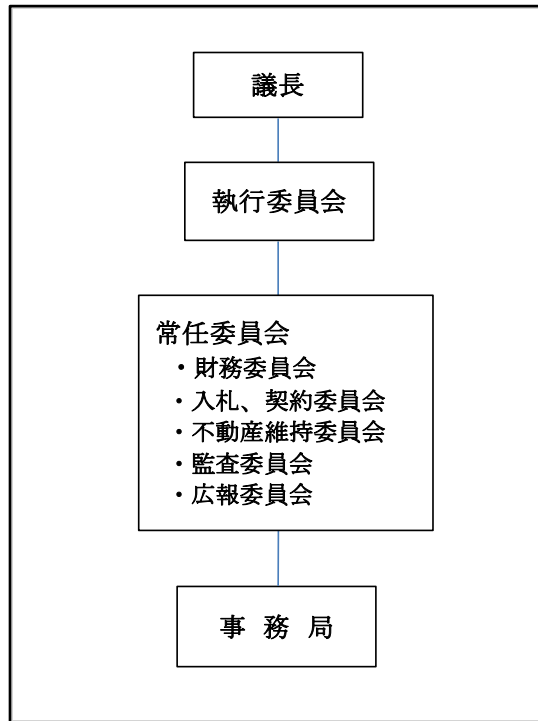 議長
執行委員会
常任委員会
・財務委員会
・入札、契約委員会
・不動産維持委員会
・監査委員会
・広報委員会
事 務 局